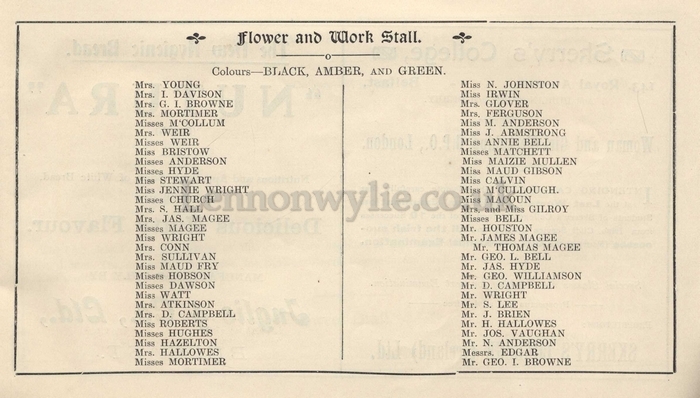 Flower and Work Stall.
Colours—BLACK, AMBER, AND GREEN.
Mrs. YOUNG
Mrs. I. DAVISON
Mrs. G. I. BROWNE
Mrs. MORTIMER
Misses M'COLLUM
Mrs. WEIR
Misses WEIR
Miss BRISTOW
Misses ANDERSON
Misses HYDE
Miss STEWART
Miss JENNIE WRIGHT
Misses CHURCH
Mrs. S. HALL
Mrs. JAS. MAGEE
Misses MAGEE
Miss WRIGHT
Mrs. CONN
Mrs. SULLIVAN
Miss MAUD FRY
Misses HOBSON
Misses DAWSON
Miss WATT
Mrs. ATKINSON
Mrs. D. CAMPBELL
Miss ROBERTS
Misses HUGHES
Miss HAZELTON
Mrs. HALLOWES
Misses MORTIMER
Miss N. JOHNSTON
Miss IRWIN
Mrs. GLOVER
Mrs. FERGUSON
Miss M. ANDERSON
Miss J. ARMSTRONG
Miss ANNIE BELL
Misses MATCHETT
Miss MAIZIE MULLEN
Miss MAUD GIBSON
Miss CALVIN
Miss M'CULLOUGH.
Miss MACOUN
Mrs. and Miss GILROY
Misses BELL
Mr. HOUSTON
Mr. JAMES MAGEE
Mr. THOMAS MAGEE
Mr. GEO. L. BELL
Mr. JAS. HYDE
Mr. GEO. WILLIAMSON
Mr. D. CAMPBELL
Mr. WRIGHT
Mr. S. LEE
Mr. J. BRIEN
Mr. H. HALLOWES
Mr. JOS. VAUGHAN
Mr. N. ANDERSON
Messrs. EDGAR
Mr. GEO. I. BROWNE
lennonwylie.co.uk